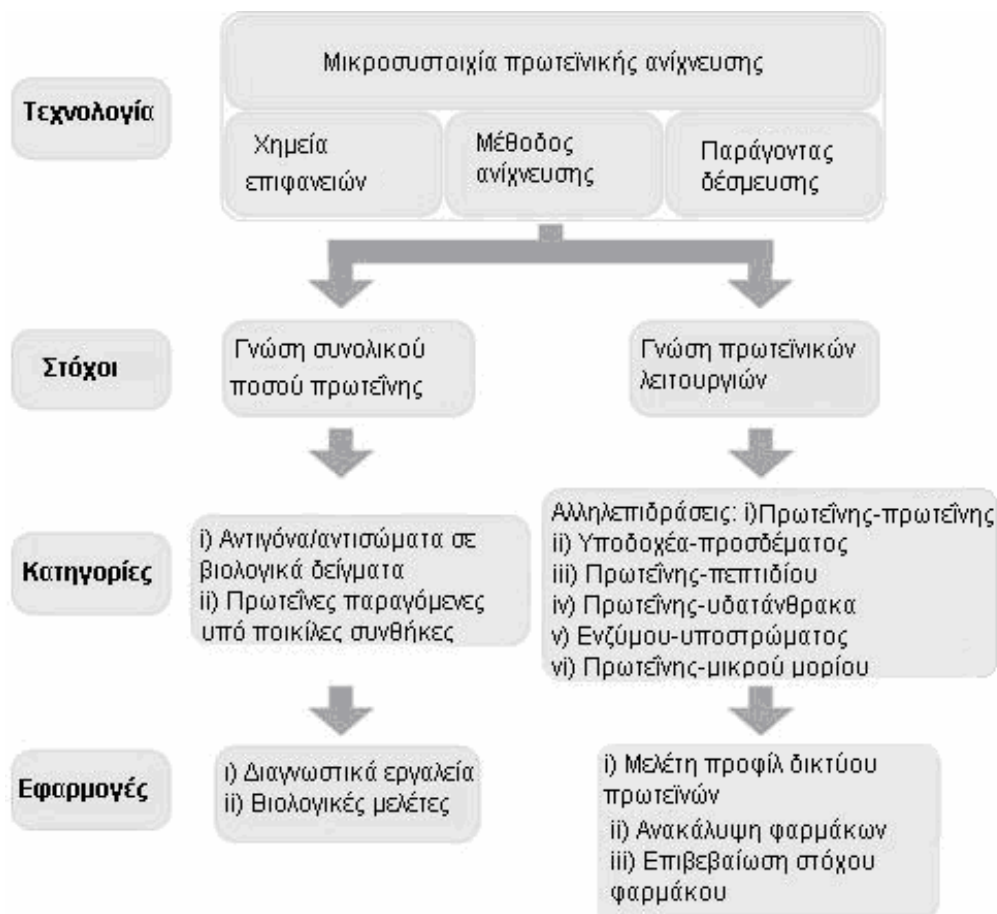 Μικροσυστοιχία πρωτεϊνικής ανίχνευσης
Τεχνολογία
Χημεία
επιφανειών
Μέθοδος
ανίχνευσης
Παράγοντας
δέσμευσης
Στόχοι
Γνώση συνολικού
ποσού πρωτεΐνης
Γνώση πρωτεϊνικών
λειτουργιών
Κατηγορίες
i) Αντιγόνα/αντισώματα σε
βιολογικά δείγματα
ii) Πρωτεΐνες παραγόμενες
υπό ποικίλες συνθήκες
Αλληλεπιδράσεις: i)Πρωτεΐνης-πρωτεΐνης
ii) Υποδοχέα-προσδέματος
iii) Πρωτεΐνης-πεπτιδίου
iv) Πρωτεΐνης-υδατάνθρακα
v) Ενζύμου-υποστρώματος
vi) Πρωτεΐνης-μικρού μορίου
Εφαρμογές
i) Διαγνωστικά εργαλεία
ii) Βιολογικές μελέτες
i) Μελέτη προφίλ δικτύου
πρωτεϊνών
ii) Ανακάλυψη φαρμάκων
iii) Επιβεβαίωση στόχου
φαρμάκου